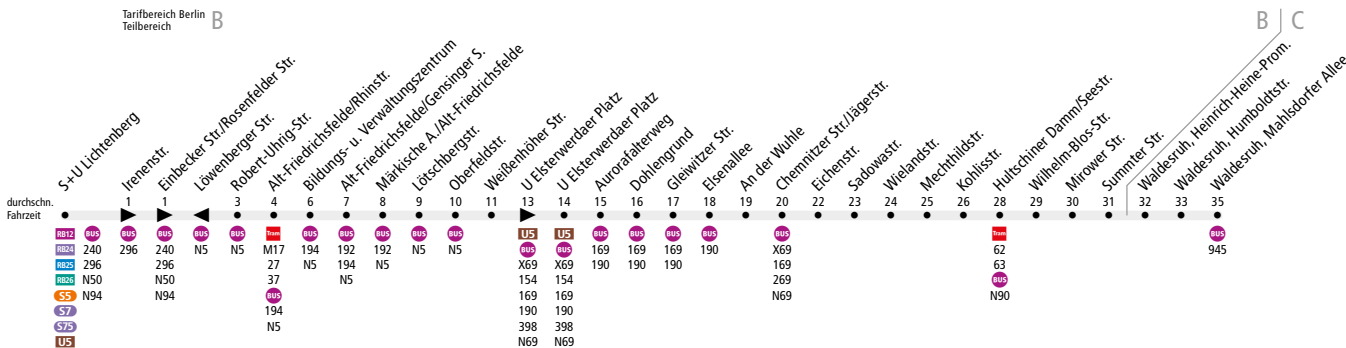 Tarifbereich Berlin
Teilbereich
B
B C
S+U Lichtenberg
Irenenstr.
Einbecker Str./Rosenfelder Str.
Löwenberger Str.
Robert-Uhrig-Str.
Alt-Friedrichsfelde/Rhinstr.
Bildungs- u. Verwaltungszentrum
Alt-Friedrichsfelde/Gensinger S.
Märkische A./Alt-Friedrichsfelde
Lötschbergstr.
Oberfeldstr.
Weißenhöher Str.
U Elsterwerdaer Platz
U Elsterwerdaer Platz
Aurorafalterweg
Dohlengrund
Gleiwitzer Str.
Elsenallee
An der Wuhle
Chemnitzer Str./Jägerstr.
Eichenstr.
Sadowastr.
Wielandstr.
Mechthildstr.
Kohlisstr.
Hultschiner Damm/Seestr.
Wilhelm-Blos-Str.
Mirower Str.
Summter Str.
Waldesruh, Heinrich-Heine-Prom.
Waldesruh, Humboldtstr.
Waldesruh, Mahlsdorfer Allee
durchschn. 1 1 3 4 6 7 8 9 10 11 13 14 15 16 17 18 19 20 22 23 24 25 26 28 29 30 31 32 33 35
Fahrzeit
RB12 BUS BUS BUS BUS BUS Tram BUS BUS BUS BUS BUS U5 U5 BUS BUS BUS BUS BUS Tram BUS
RB24 240 296 240 N5 N5 M17 194 192 192 N5 N5 BUS BUS 169 169 169 190 X69 62 945
RB25 296 296 27 N5 194 N5 X69 X69 190 190 190 169 63
RB26 N50 N50 37 N5 154 154 269 BUS
S5 N94 N94 BUS 169 169 N69 N90
S7 194 190 190
S75 N5 398 398
U5 N69 N69